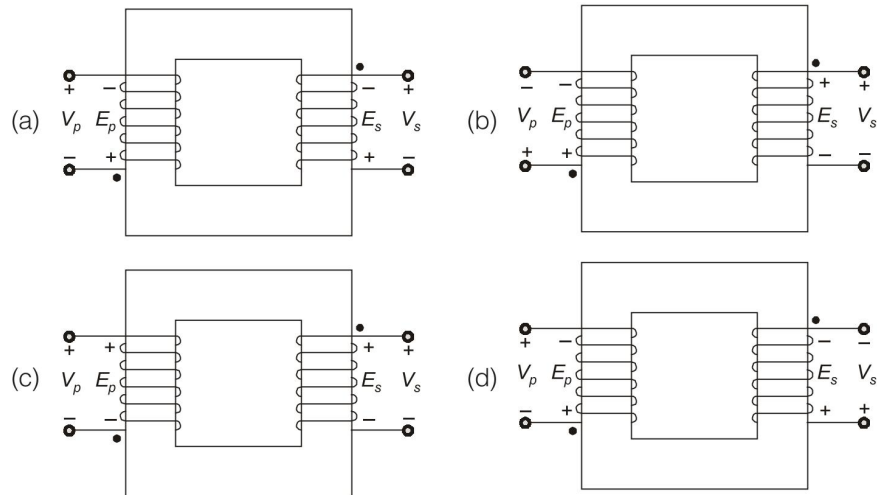 + − − +
(a) V_p E_p E_s V_s
− + + −
− − + +
(b) V_p E_p E_s V_s
+ + − −
+ + + +
(c) V_p E_p E_s V_s
− − − −
+ − − −
(d) V_p E_p E_s V_s
− + + +